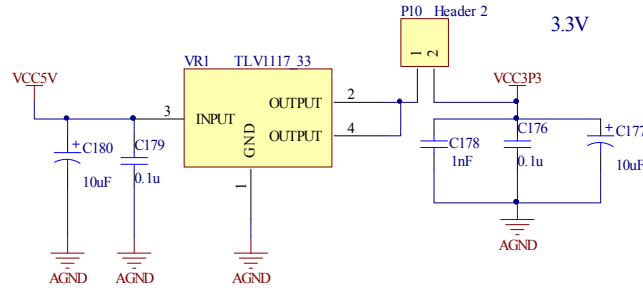 P10 Header 2
3.3V
1
2
VCC5V
VR1 TLV1117_33
VCC3P3
3
INPUT
OUTPUT
2
OUTPUT
4
GND
1
C180
10uF
C179
0.1u
C178
1nF
C176
0.1u
C177
10uF
AGND
AGND
AGND
AGND